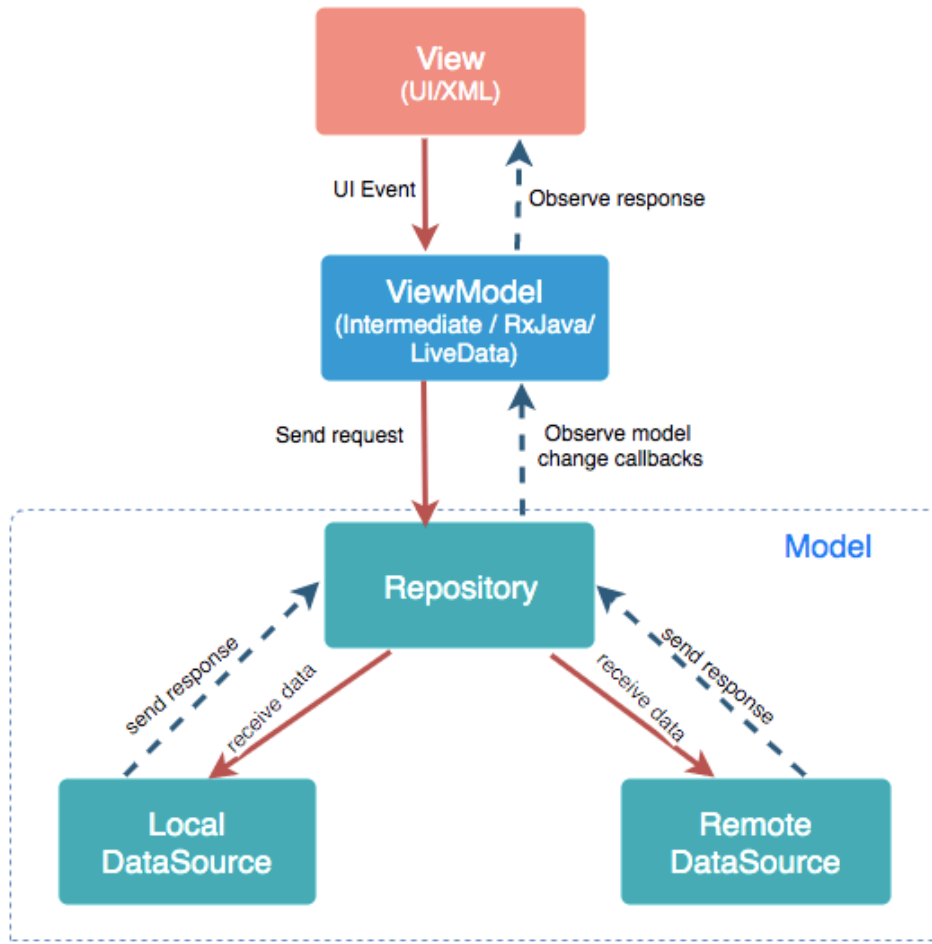 View
(UI/XML)
UI Event
Observe response
ViewModel
(Intermediate / RxJava/
LiveData)
Send request
Observe model
change callbacks
Model
Repository
send response
receive data
receive data
send response
Local
DataSource
Remote
DataSource